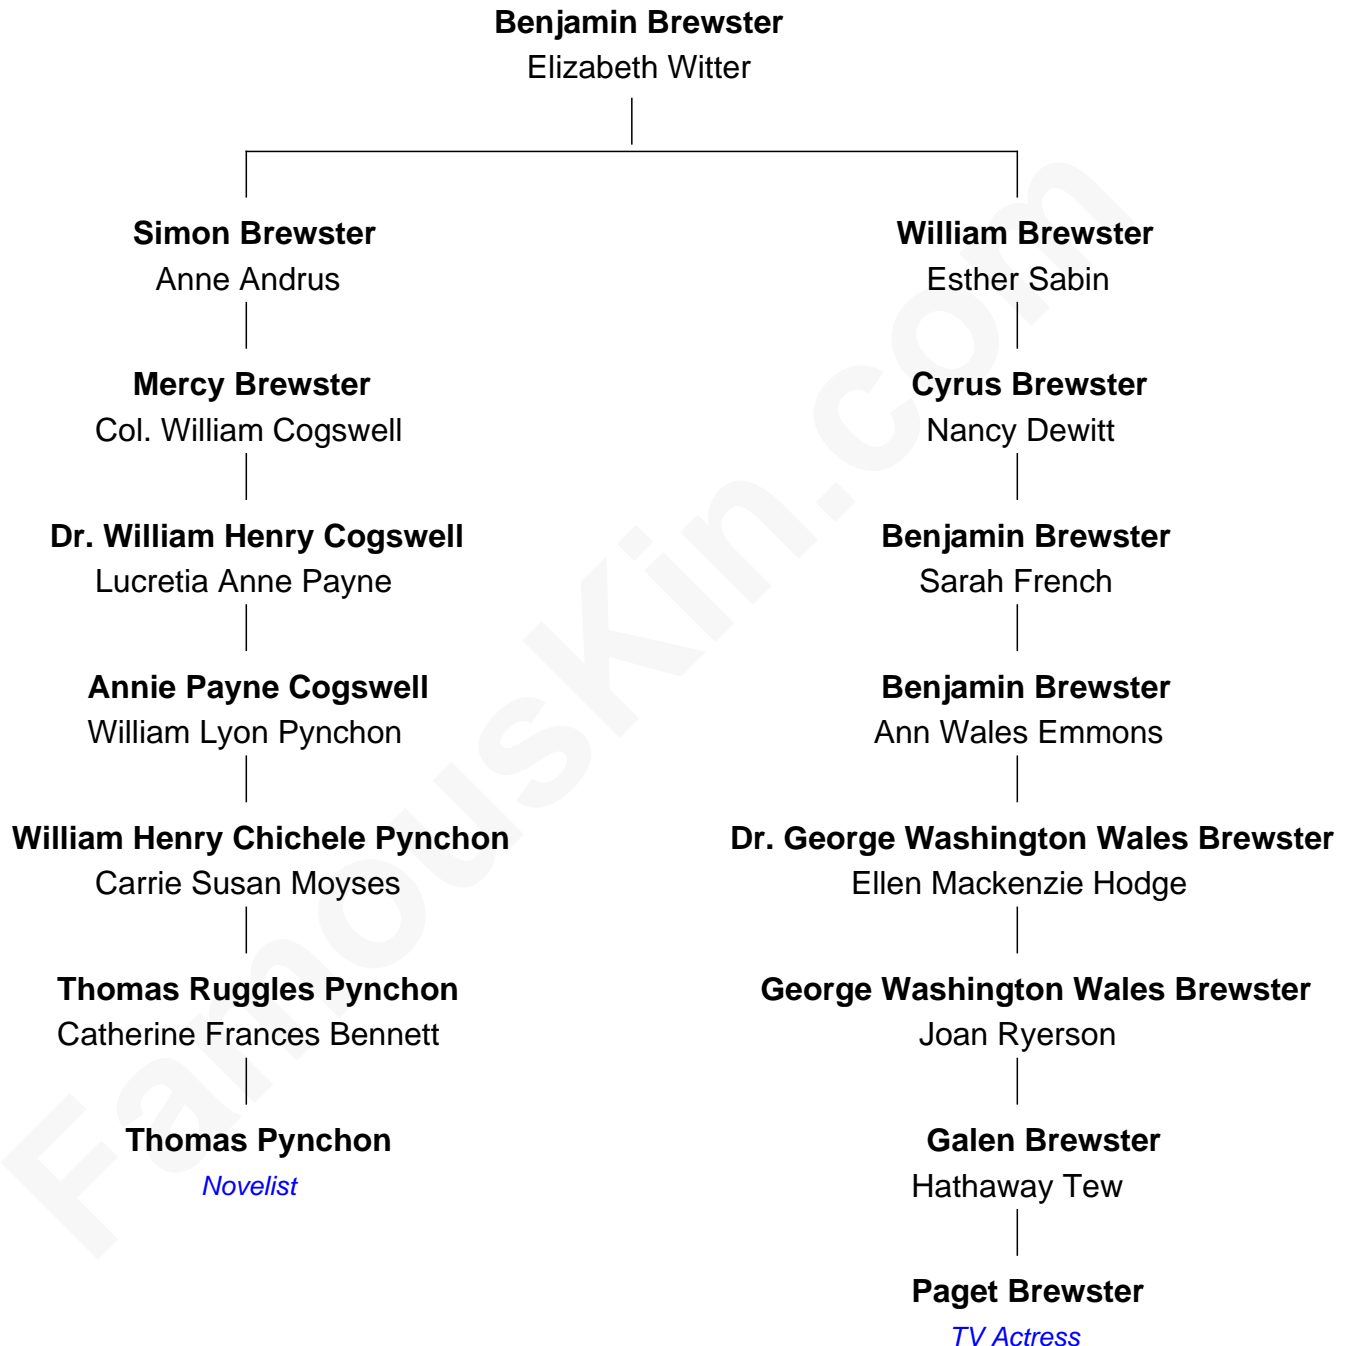 Benjamin Brewster
Elizabeth Witter
Simon Brewster
Anne Andrus
Mercy Brewster
Col. William Cogswell
Dr. William Henry Cogswell
Lucretia Anne Payne
Annie Payne Cogswell
William Lyon Pynchon
William Henry Chichele Pynchon
Carrie Susan Moyses
Thomas Ruggles Pynchon
Catherine Frances Bennett
Thomas Pynchon
Novelist
William Brewster
Esther Sabin
Cyrus Brewster
Nancy Dewitt
Benjamin Brewster
Sarah French
Benjamin Brewster
Ann Wales Emmons
Dr. George Washington Wales Brewster
Ellen Mackenzie Hodge
George Washington Wales Brewster
Joan Ryerson
Galen Brewster
Hathaway Tew
Paget Brewster
TV Actress
FamousKin.com